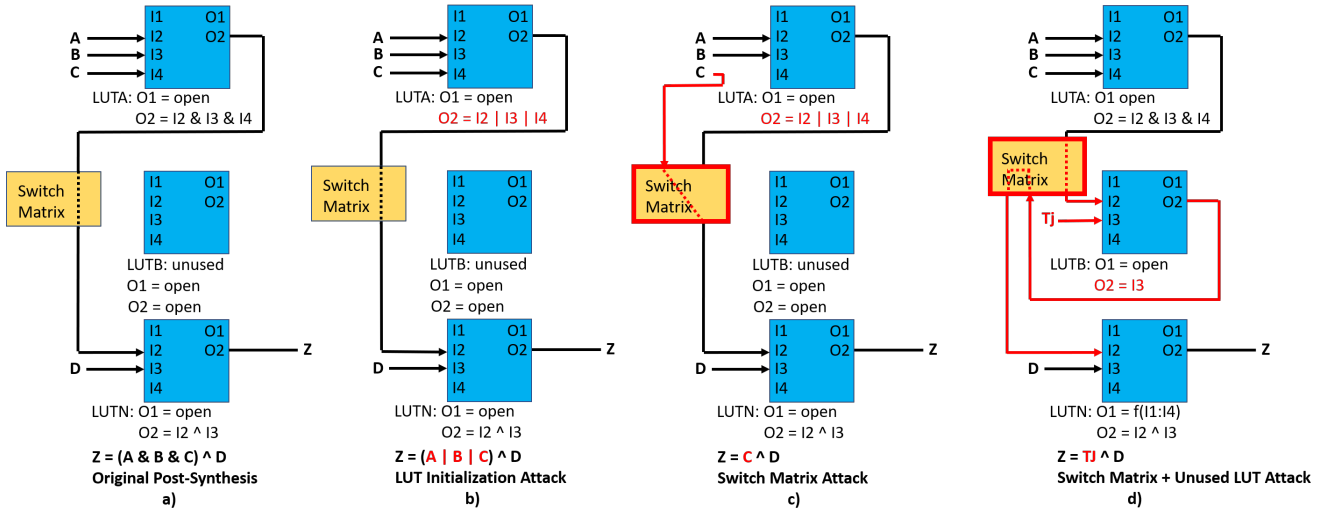 I1 O1
A I2 O2
B I3
C I4
LUTA: O1 = open
O2 = I2 & I3 & I4
Switch
Matrix
I1 O1
I2 O2
I3
I4
LUTB: unused
O1 = open
O2 = open
I1 O1
I2 O2 Z
D I3
I4
LUTN: O1 = open
O2 = I2 ^ I3
Z = (A & B & C) ^ D
Original Post-Synthesis
a)
I1 O1
A I2 O2
B I3
C I4
LUTA: O1 = open
O2 = I2 | I3 | I4
Switch
Matrix
I1 O1
I2 O2
I3
I4
LUTB: unused
O1 = open
O2 = open
I1 O1
I2 O2 Z
D I3
I4
LUTN: O1 = open
O2 = I2 ^ I3
Z = (A | B | C) ^ D
LUT Initialization Attack
b)
I1 O1
A I2 O2
B I3
C I4
LUTA: O1 = open
O2 = I2 | I3 | I4
Switch
Matrix
I1 O1
I2 O2
I3
I4
LUTB: unused
O1 = open
O2 = open
I1 O1
I2 O2 Z
D I3
I4
LUTN: O1 = open
O2 = I2 ^ I3
Z = C ^ D
Switch Matrix Attack
c)
I1 O1
A I2 O2
B I3
C I4
LUTA: O1 open
O2 = I2 & I3 & I4
Switch
Matrix
I1 O1
I2 O2
Tj I3
I4
LUTB: O1 = open
O2 = I3
I1 O1
I2 O2 Z
D I3
I4
LUTN: O1 = f(I1:I4)
O2 = I2 ^ I3
Z = TJ ^ D
Switch Matrix + Unused LUT Attack
d)